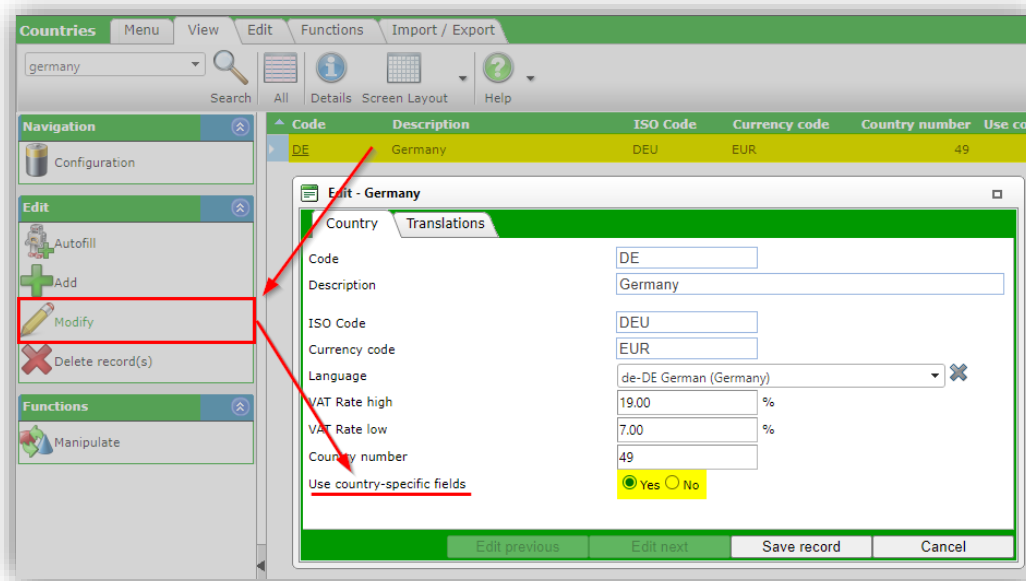 Countries Menu View Edit Functions Import / Export
germany
Search All Details Screen Layout Help
Navigation
Configuration
Edit
Autofill
Add
Modify
Delete record(s)
Functions
Manipulate
Code Description ISO Code Currency code Country number Use co
DE Germany DEU EUR 49
Edit - Germany
Country Translations
Code DE
Description Germany
ISO Code DEU
Currency code EUR
Language de-DE German (Germany)
VAT Rate high 19.00 %
VAT Rate low 7.00 %
Country number 49
Use country-specific fields Yes No
Edit previous Edit next Save record Cancel